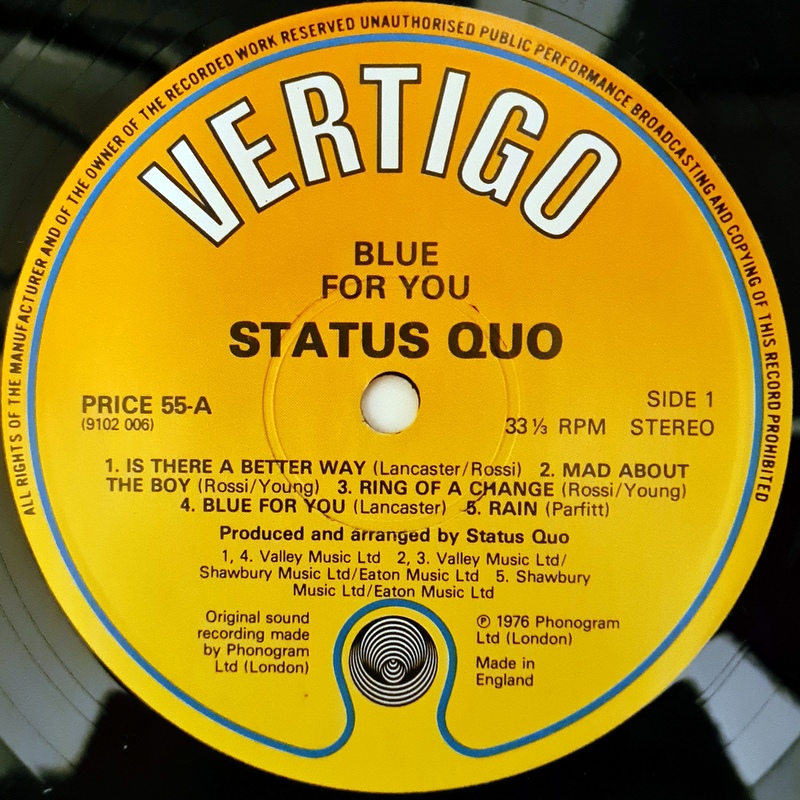 ALL RIGHTS OF THE MANUFACTURER AND OF THE OWNER OF THE RECORDED WORK RESERVED UNAUTHORISED PUBLIC PERFORMANCE BROADCASTING AND COPYING OF THIS RECORD PROHIBITED
VERTIGO
BLUE
FOR YOU
STATUS QUO
PRICE 55-A
(9102 006)
SIDE 1
33⅓ RPM STEREO
1. IS THERE A BETTER WAY (Lancaster/Rossi) 2. MAD ABOUT
THE BOY (Rossi/Young) 3. RING OF A CHANGE (Rossi/Young)
4. BLUE FOR YOU (Lancaster) 5. RAIN (Parfitt)
Produced and arranged by Status Quo
1, 4. Valley Music Ltd 2, 3. Valley Music Ltd/
Shawbury Music Ltd/Eaton Music Ltd 5. Shawbury
Music Ltd/Eaton Music Ltd
Original sound
recording made
by Phonogram
Ltd (London)
℗ 1976 Phonogram
Ltd (London)
Made in
England